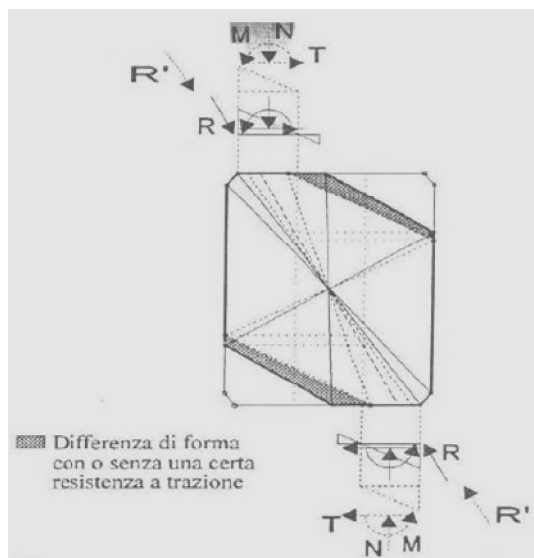 M N
T
R'
R
R
R'
T
N M
Differenza di forma
con o senza una certa
resistenza a trazione